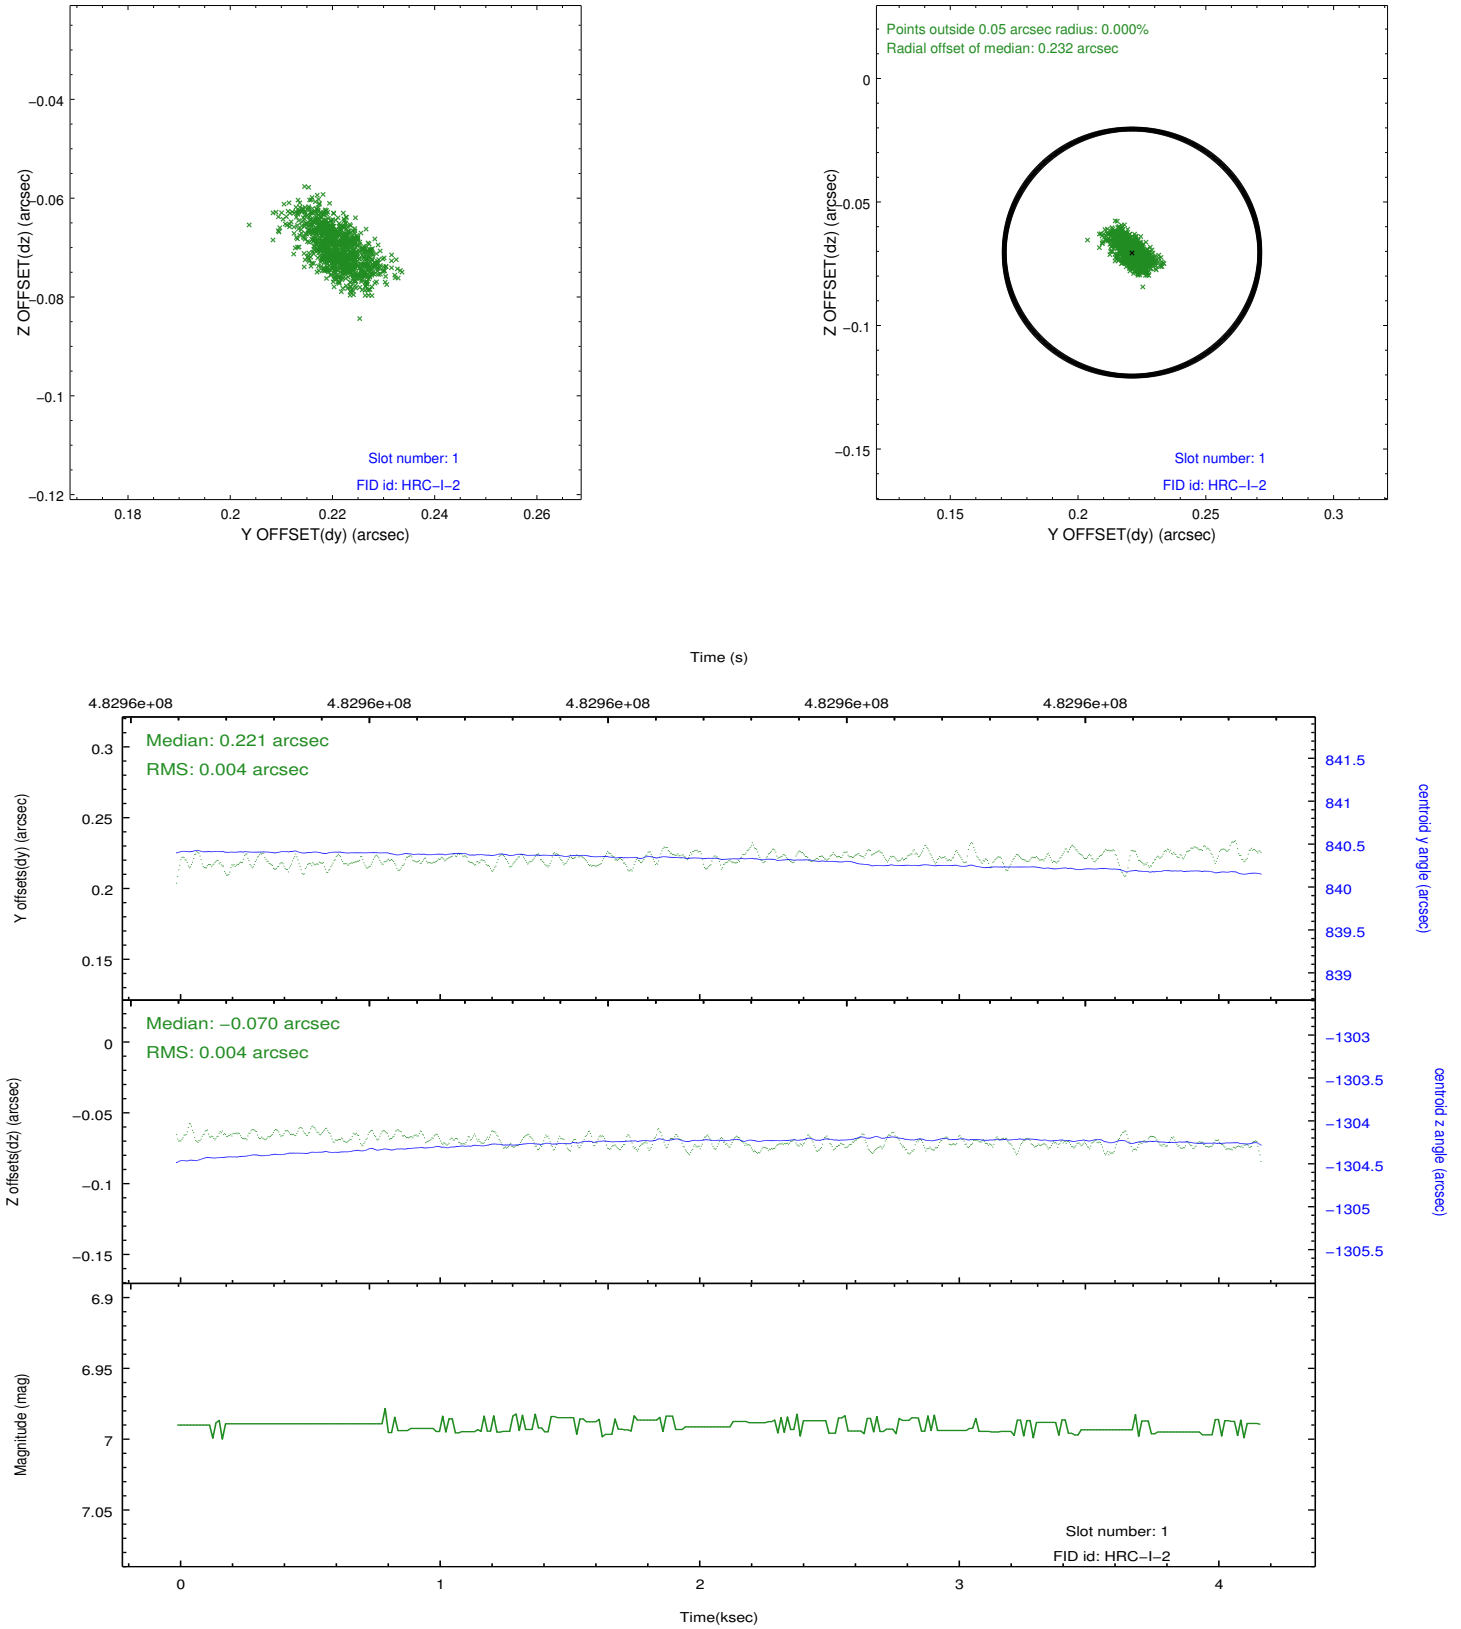 −0.04
−0.06
−0.08
−0.1
−0.12
Z OFFSET(dz) (arcsec)
Slot number: 1
FID id: HRC−I−2
0.18
0.2
0.22
0.24
0.26
Y OFFSET(dy) (arcsec)
Points outside 0.05 arcsec radius: 0.000%
Radial offset of median: 0.232 arcsec
0
−0.05
−0.1
−0.15
Z OFFSET(dz) (arcsec)
Slot number: 1
FID id: HRC−I−2
0.15
0.2
0.25
0.3
Y OFFSET(dy) (arcsec)
Time (s)
4.8296e+08
4.8296e+08
4.8296e+08
4.8296e+08
4.8296e+08
Median: 0.221 arcsec
RMS: 0.004 arcsec
0.3
0.25
0.2
0.15
Y offsets(dy) (arcsec)
841.5
841
840.5
840
839.5
839
centroid y angle (arcsec)
Median: −0.070 arcsec
RMS: 0.004 arcsec
0
−0.05
−0.1
−0.15
Z offsets(dz) (arcsec)
−1303
−1303.5
−1304
−1304.5
−1305
−1305.5
centroid z angle (arcsec)
6.9
6.95
7
7.05
Magnitude (mag)
Slot number: 1
FID id: HRC−I−2
0
1
2
3
4
Time(ksec)